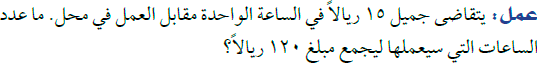 عمل: يتقاضى جميل ١٥ ريالاً في الساعة الواحدة مقابل العمل في محل. ما عدد
الساعات التي سيعملها ليجمع مبلغ ١٢٠ ريالاً؟